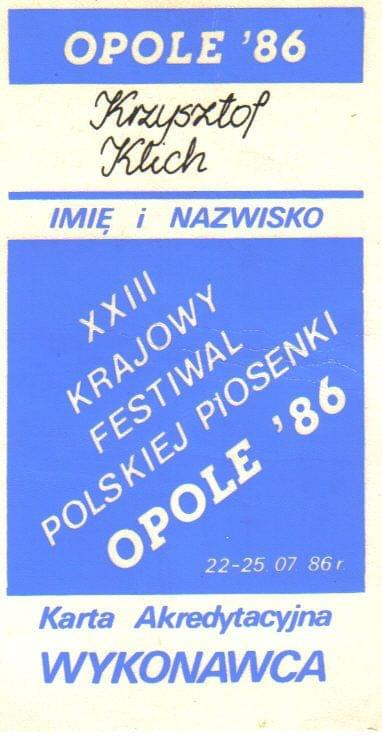 OPOLE '86
Krzysztof
Klich
IMIĘ i NAZWISKO
XXIII
KRAJOWY
FESTIWAL
POLSKIEJ PIOSENKI
OPOLE '86
22-25. 07. 86 r.
Karta Akredytacyjna
WYKONAWCA